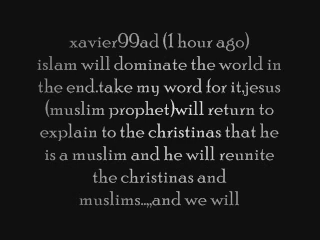 xavier99ad (1 hour ago)
islam will dominate the world in
the end.take my word for it,jesus
(muslim prophet)will return to
explain to the christinas that he
is a muslim and he will reunite
the christinas and
muslims..,,and we will